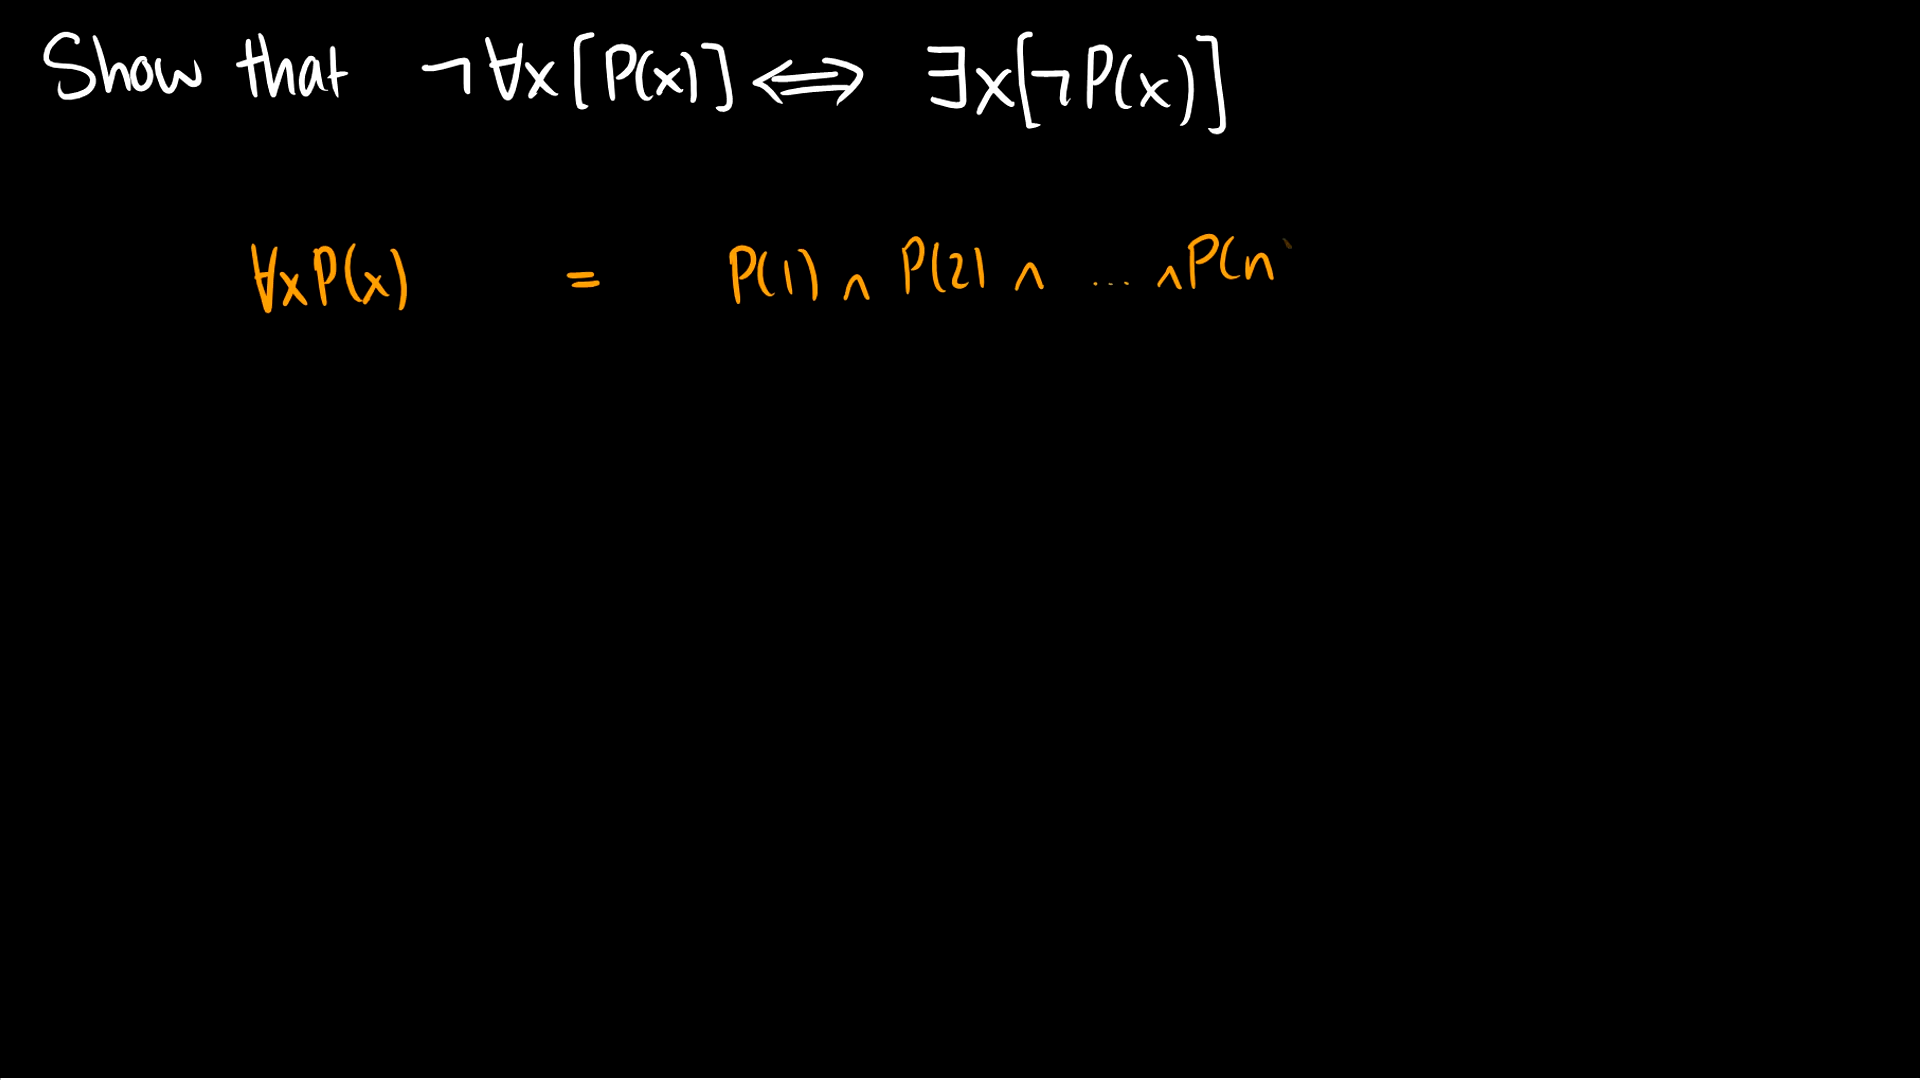 Show that ¬∀x[P(x)] ⟺ ∃x[¬P(x)]
∀xP(x) = P(1) ∧ P(2) ∧ ... ∧P(n